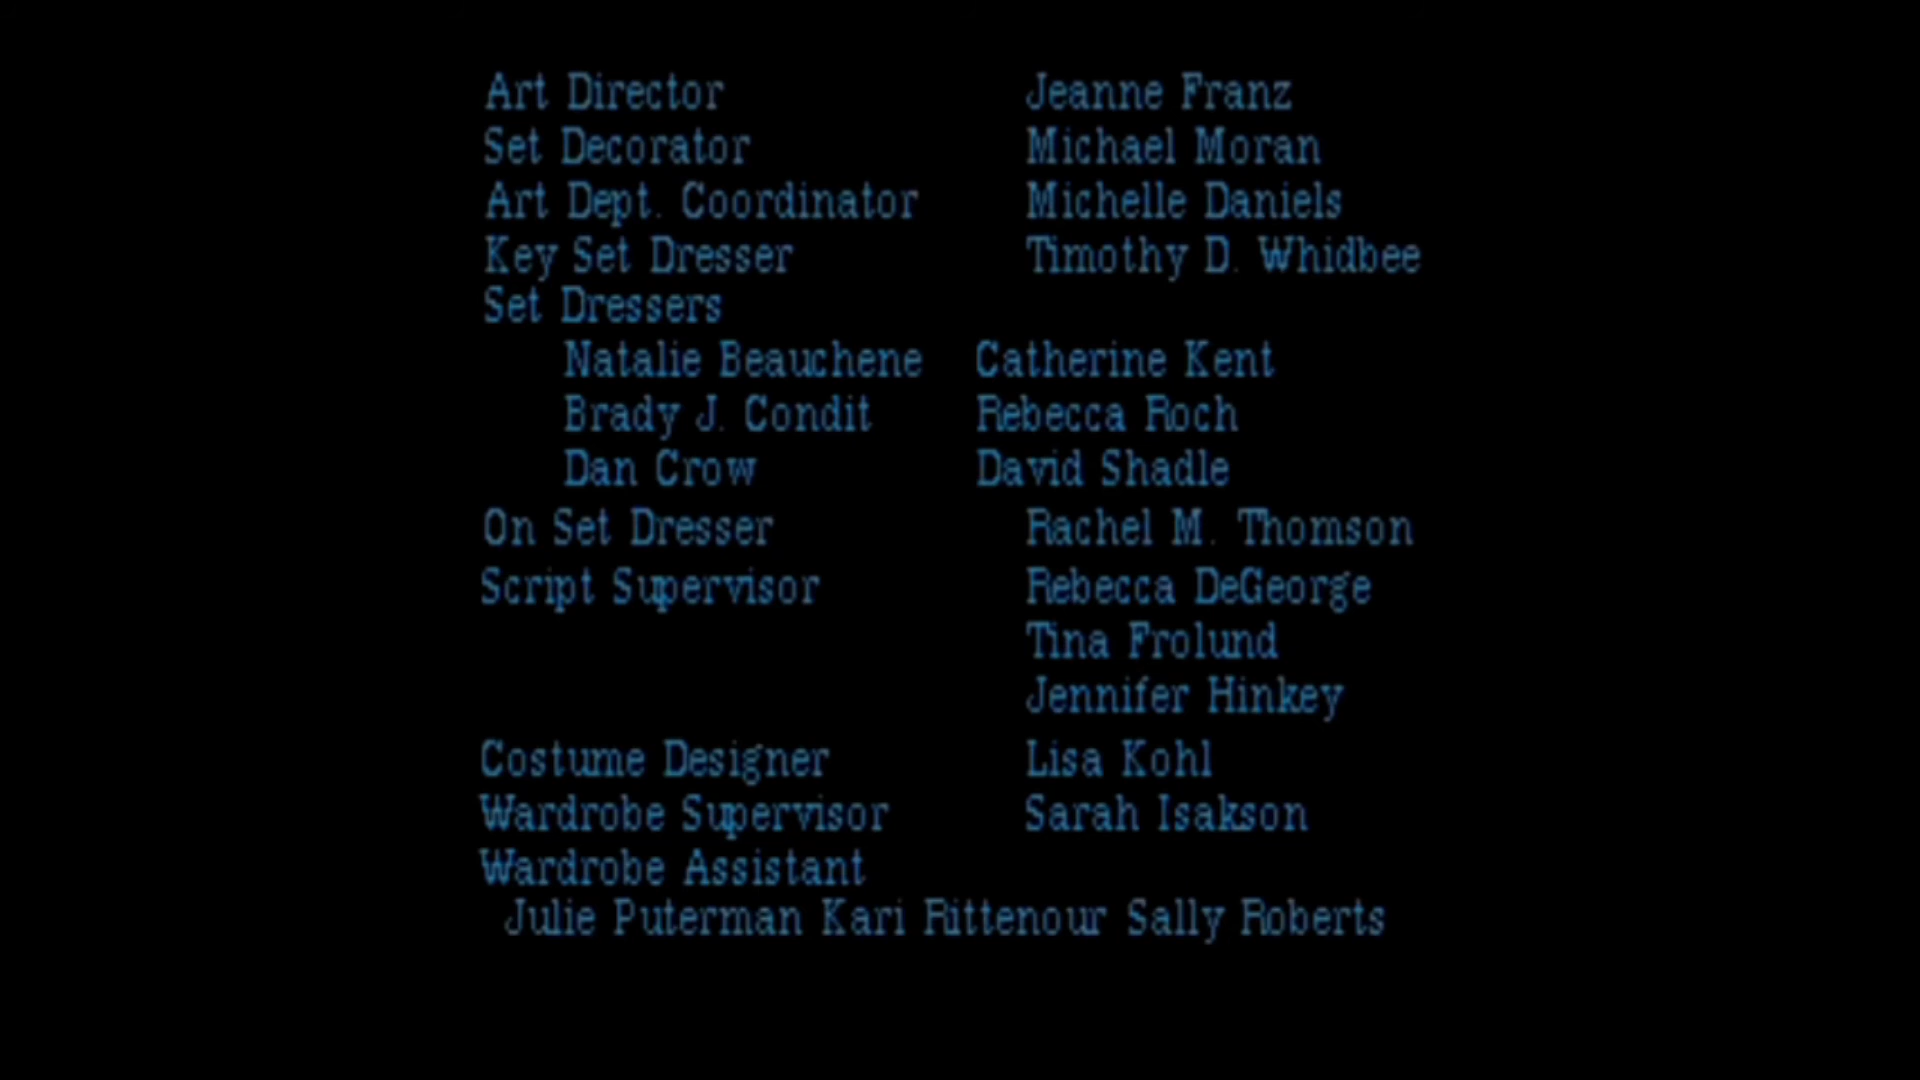 Art Director Jeanne Franz
Set Decorator Michael Moran
Art Dept. Coordinator Michelle Daniels
Key Set Dresser Timothy D. Whidbee
Set Dressers
Natalie Beauchene Catherine Kent
Brady J. Condit Rebecca Roch
Dan Crow David Shadle
On Set Dresser Rachel M. Thomson
Script Supervisor Rebecca DeGeorge
Tina Frolund
Jennifer Hinkey
Costume Designer Lisa Kohl
Wardrobe Supervisor Sarah Isakson
Wardrobe Assistant
Julie Puterman Kari Rittenour Sally Roberts